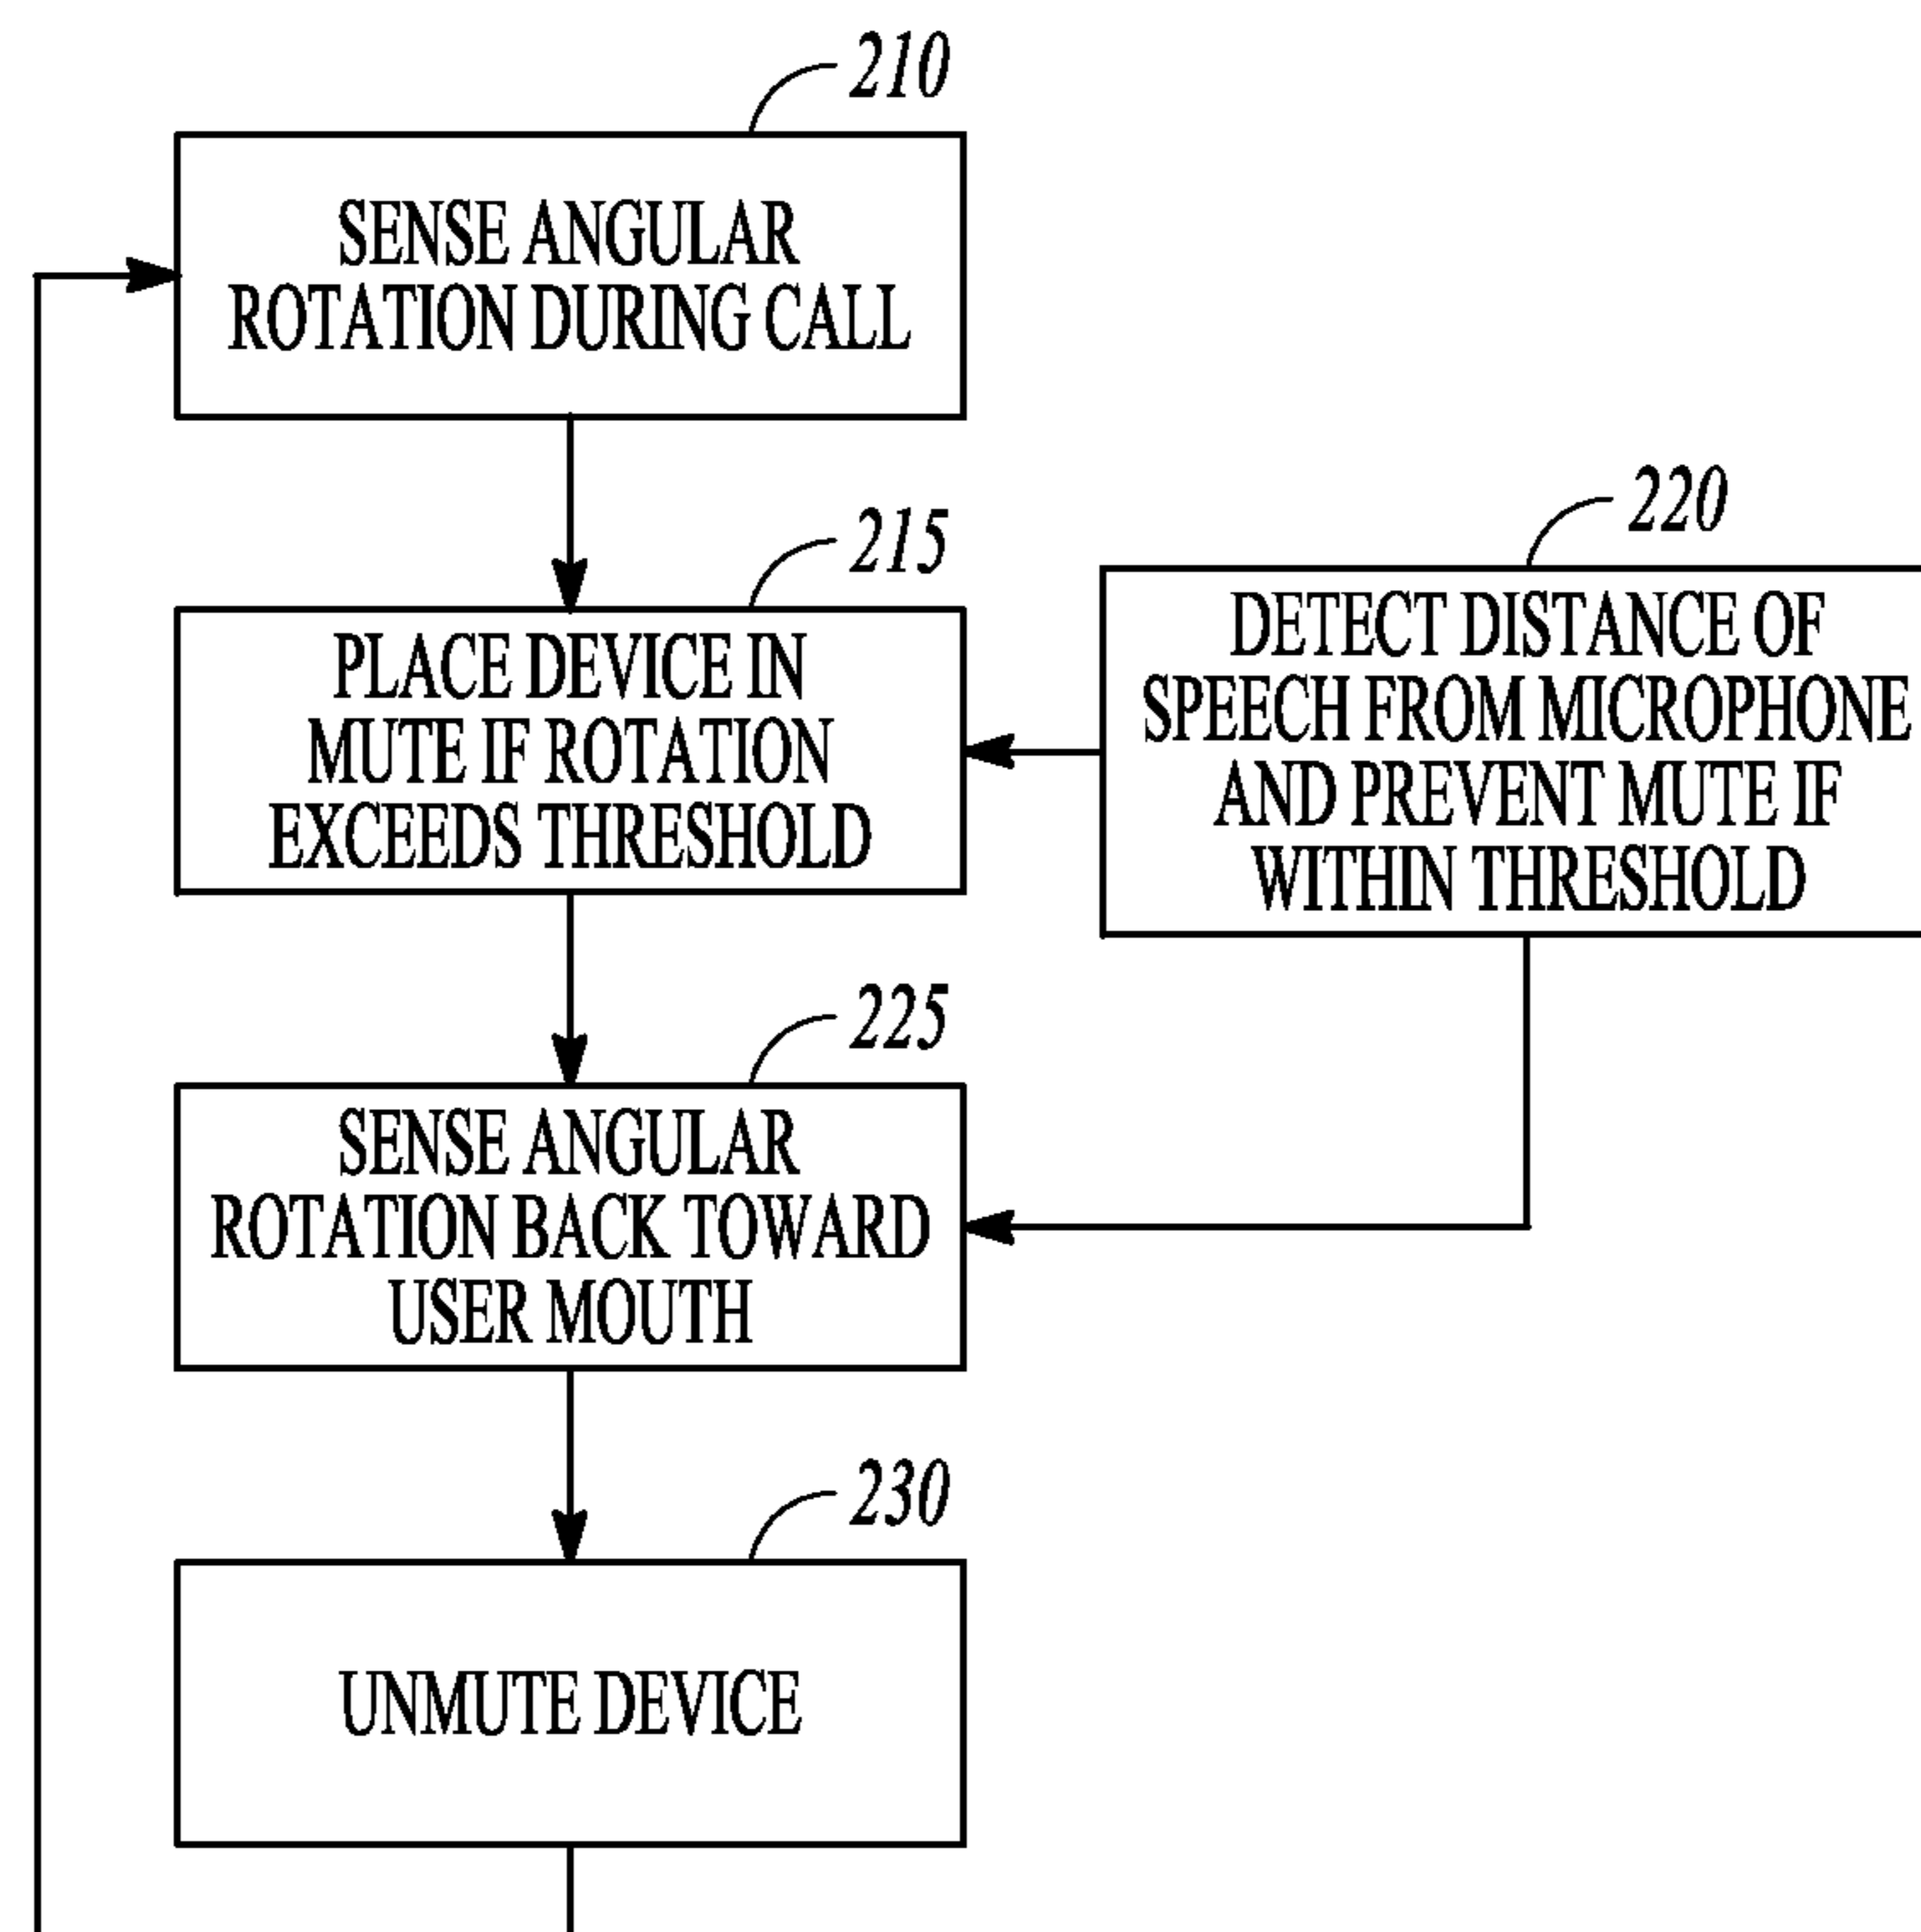 210
SENSE ANGULAR
ROTATION DURING CALL
215
PLACE DEVICE IN
MUTE IF ROTATION
EXCEEDS THRESHOLD
220
DETECT DISTANCE OF
SPEECH FROM MICROPHONE
AND PREVENT MUTE IF
WITHIN THRESHOLD
225
SENSE ANGULAR
ROTATION BACK TOWARD
USER MOUTH
230
UNMUTE DEVICE